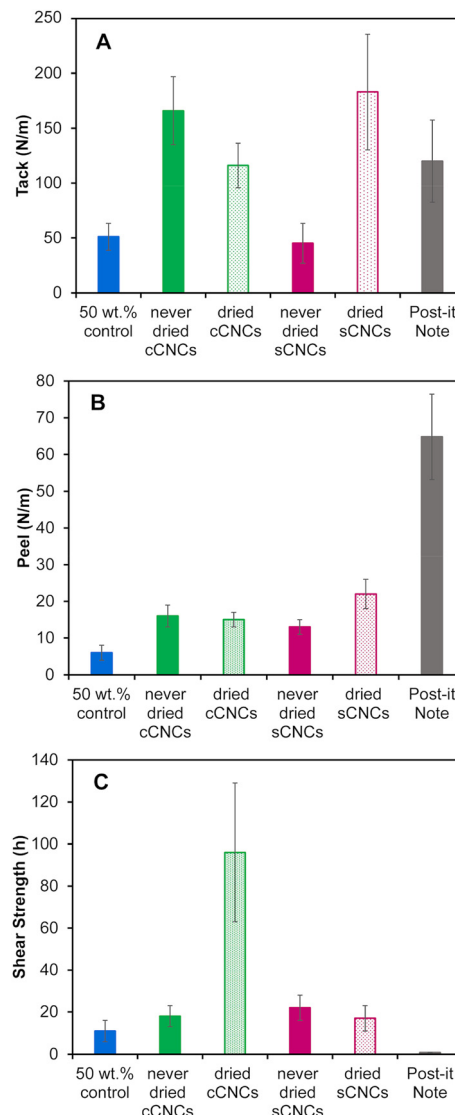 A
Tack (N/m)
250
200
150
100
50
0
50 wt.%
control
never
dried
cCNCs
dried
cCNCs
never
dried
sCNCs
dried
sCNCs
Post-it
Note
B
Peel (N/m)
80
70
60
50
40
30
20
10
0
50 wt.%
control
never
dried
cCNCs
dried
cCNCs
never
dried
sCNCs
dried
sCNCs
Post-it
Note
C
Shear Strength (h)
140
120
100
80
60
40
20
0
50 wt.%
control
never
dried
cCNCs
dried
cCNCs
never
dried
sCNCs
dried
sCNCs
Post-it
Note